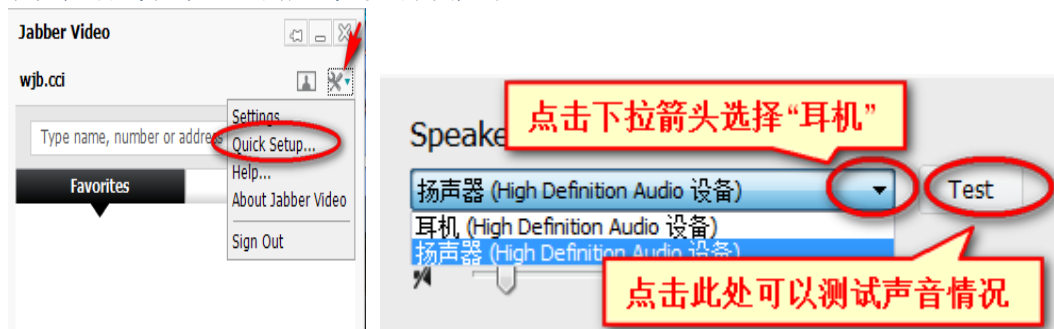 Jabber Video
wjb.cci
Type name, number or address
Settings...
Quick Setup...
Help...
About Jabber Video
Sign Out
Favorites
点击下拉箭头选择“耳机”
Speake
扬声器 (High Definition Audio 设备)
Test
耳机 (High Definition Audio 设备)
扬声器 (High Definition Audio 设备)
点击此处可以测试声音情况